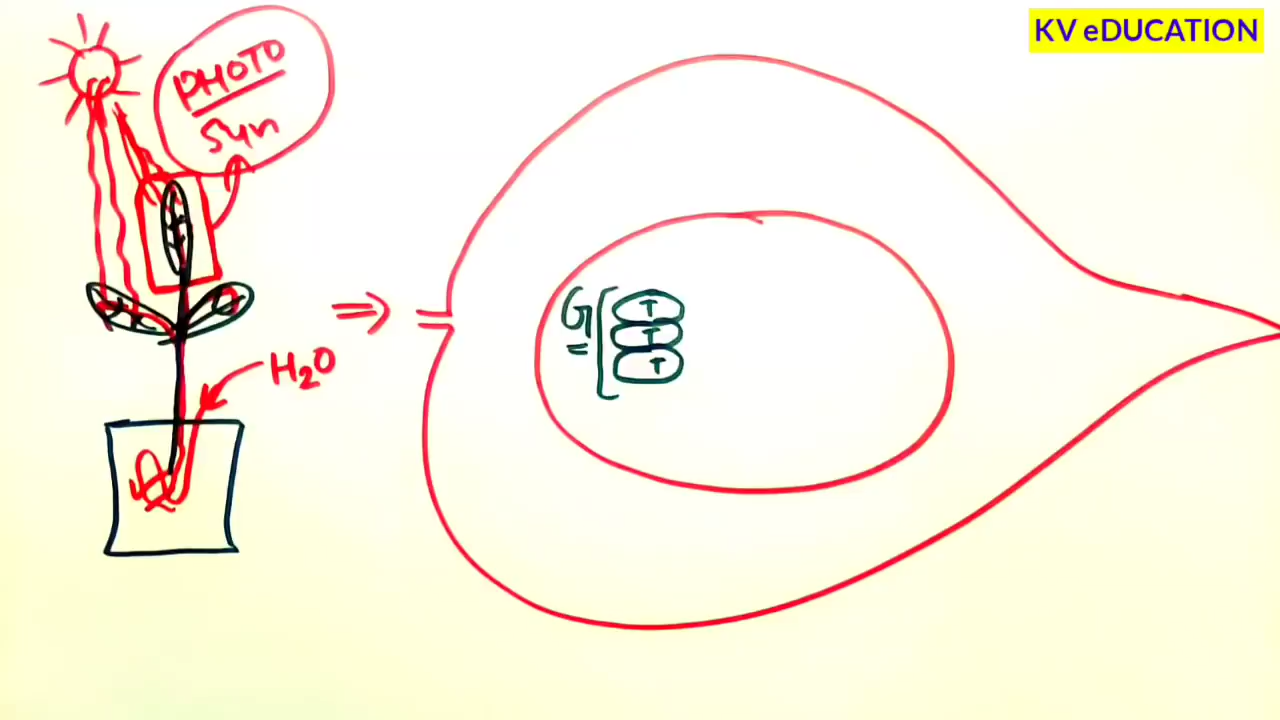 KV eDUCATION
PHOTO
Syn
H₂O
G
T
T
T